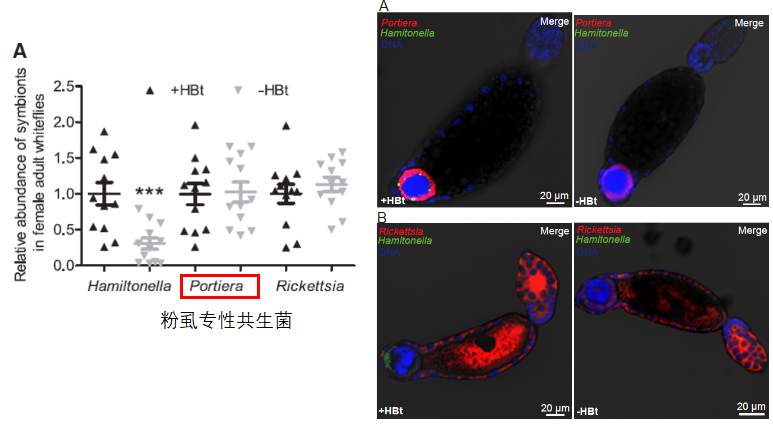 A
Relative abundance of symbionts
in female adult whiteflies
2.5
2.0
1.5
1.0
0.5
0.0
+HBt
-HBt
***
Hamiltonella
Portiera
Rickettsia
粉虱专性共生菌
A
Portiera
Hamitonella
DNA
Merge
+HBt
20 µm
Portiera
Hamitonella
DNA
Merge
-HBt
20 µm
B
Rickettsia
Hamitonella
DNA
Merge
+HBt
20 µm
Rickettsia
Hamitonella
DNA
Merge
-HBt
20 µm